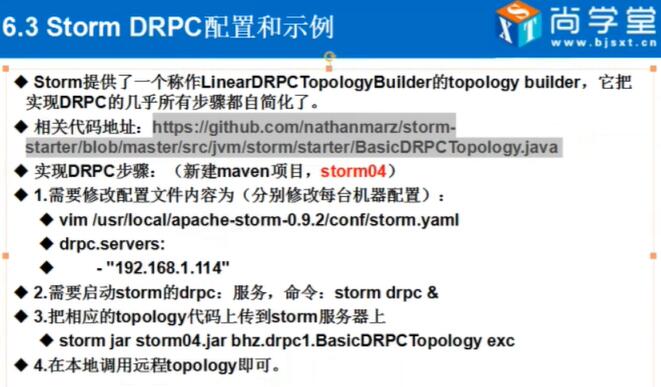 6.3 Storm DRPC配置和示例
XST
尚学堂
www.bjsxt.com
◆ Storm提供了一个称作LinearDRPCTopologyBuilder的topology builder，它把
实现DRPC的几乎所有步骤都自简化了。
◆ 相关代码地址：https://github.com/nathanmarz/storm-
starter/blob/master/src/jvm/storm/starter/BasicDRPCTopology.java
◆ 实现DRPC步骤：（新建maven项目，storm04）
◆ 1.需要修改配置文件内容为（分别修改每台机器配置）：
◆ vim /usr/local/apache-storm-0.9.2/conf/storm.yaml
◆ drpc.servers:
◆ - "192.168.1.114"
◆ 2.需要启动storm的drpc：服务，命令：storm drpc &
◆ 3.把相应的topology代码上传到storm服务器上
◆ storm jar storm04.jar bhz.drpc1.BasicDRPCTopology exc
◆ 4.在本地调用远程topology即可。